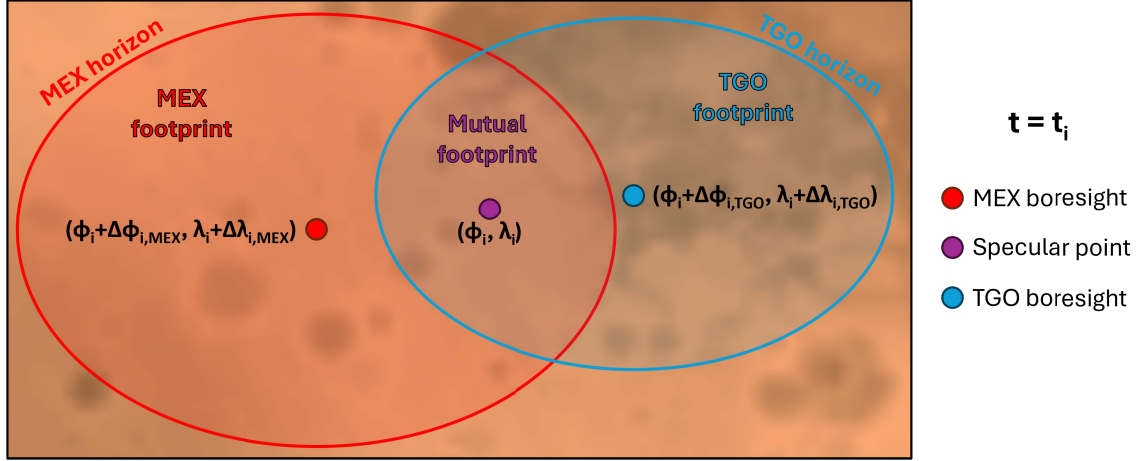 MEX horizon
TGO horizon
MEX
footprint
TGO
footprint
Mutual
footprint
(ϕᵢ+Δϕᵢ,MEX, λᵢ+Δλᵢ,MEX)
(ϕᵢ, λᵢ)
(ϕᵢ+Δϕᵢ,TGO, λᵢ+Δλᵢ,TGO)
t = tᵢ
MEX boresight
Specular point
TGO boresight